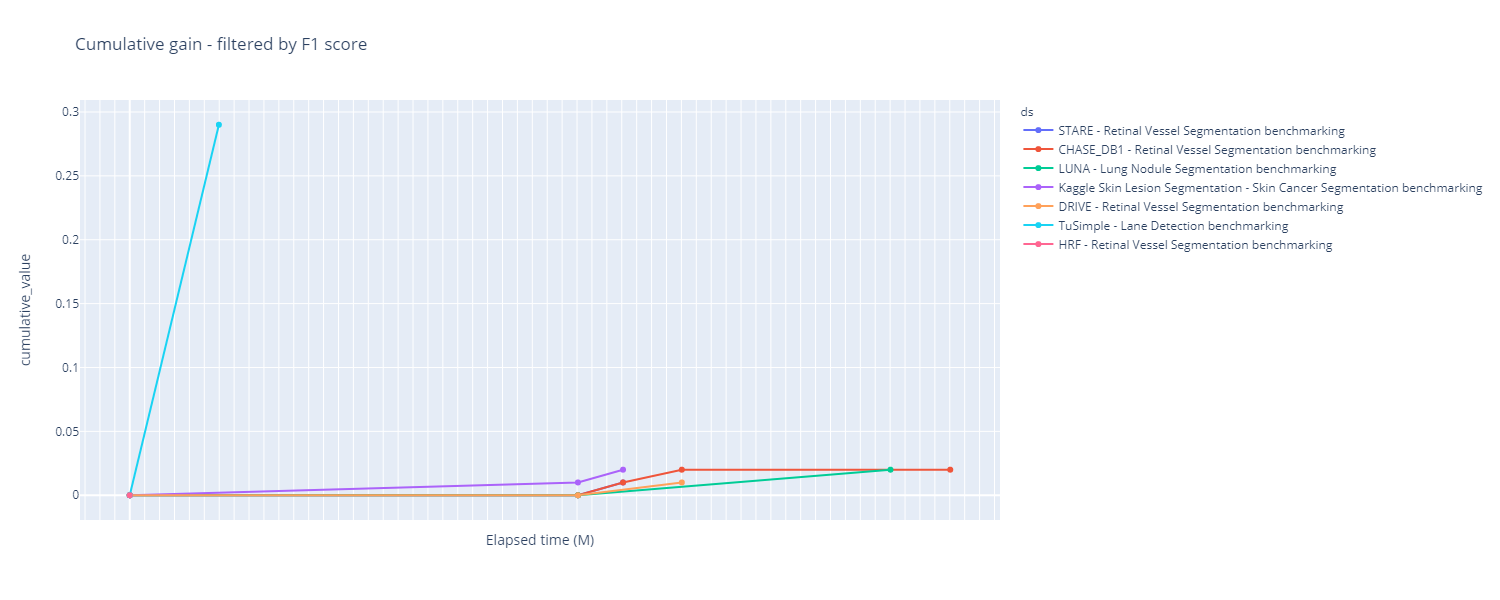 Cumulative gain - filtered by F1 score
ds
STARE - Retinal Vessel Segmentation benchmarking
CHASE_DB1 - Retinal Vessel Segmentation benchmarking
LUNA - Lung Nodule Segmentation benchmarking
Kaggle Skin Lesion Segmentation - Skin Cancer Segmentation benchmarking
DRIVE - Retinal Vessel Segmentation benchmarking
TuSimple - Lane Detection benchmarking
HRF - Retinal Vessel Segmentation benchmarking
0.3
0.25
0.2
0.15
0.1
0.05
0
cumulative_value
Elapsed time (M)